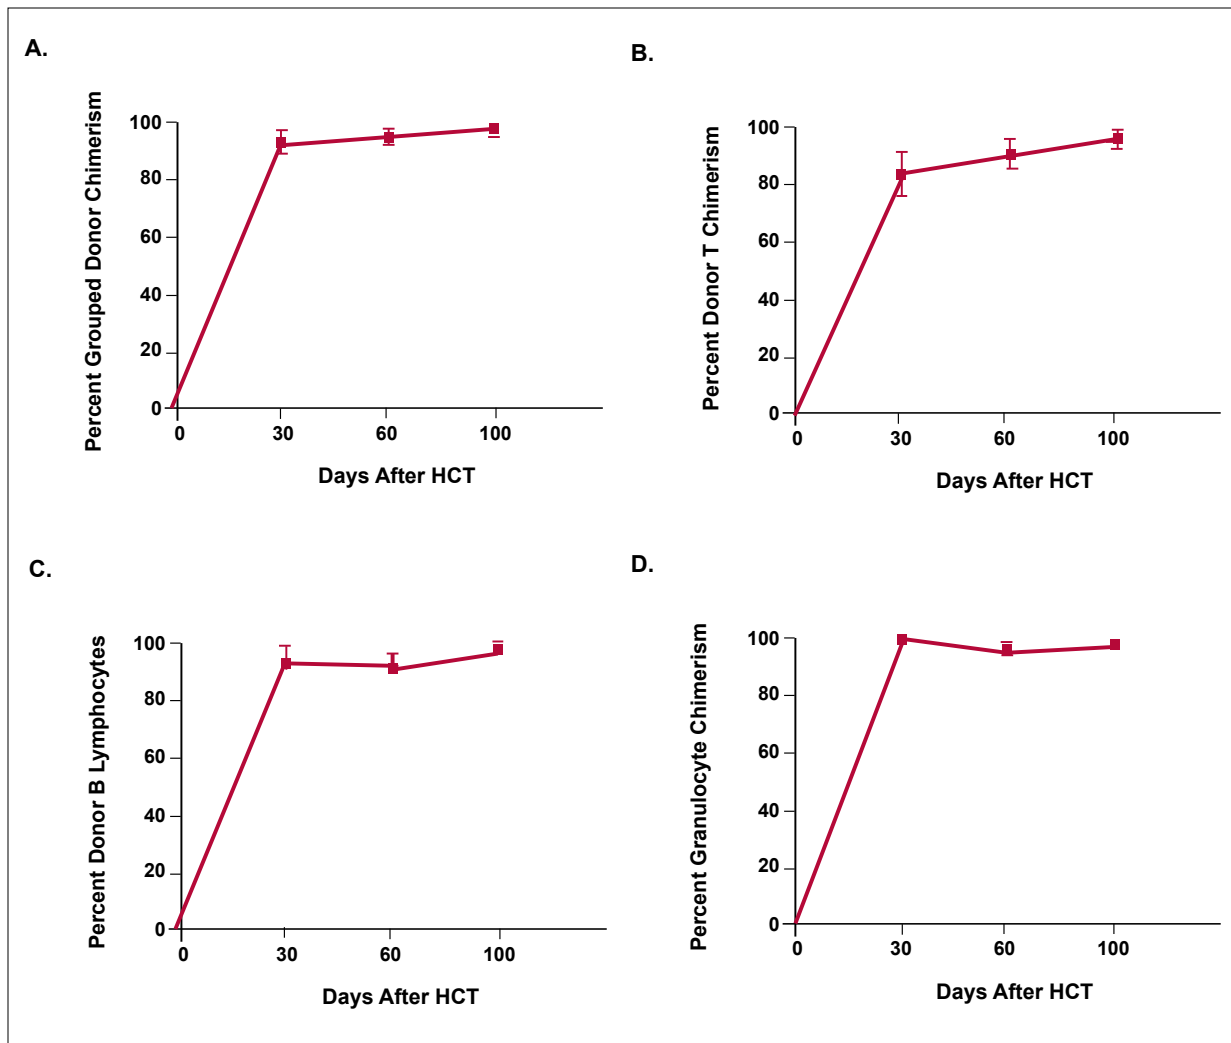 A.
Percent Grouped Donor Chimerism
100
80
60
40
20
0
0 30 60 100
Days After HCT
B.
Percent Donor T Chimerism
100
80
60
40
20
0
0 30 60 100
Days After HCT
C.
Percent Donor B Lymphocytes
100
80
60
40
20
0
0 30 60 100
Days After HCT
D.
Percent Granulocyte Chimerism
100
80
60
40
20
0
0 30 60 100
Days After HCT